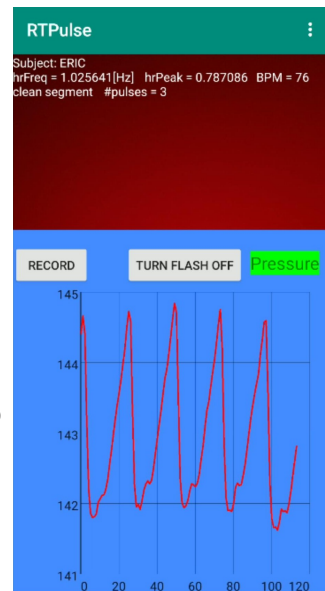 RTPulse
Subject: ERIC
hrFreq = 1.025641[Hz] hrPeak = 0.787086 BPM = 76
clean segment #pulses = 3
RECORD
TURN FLASH OFF
Pressure
145
144
143
142
141
0 20 40 60 80 100 120